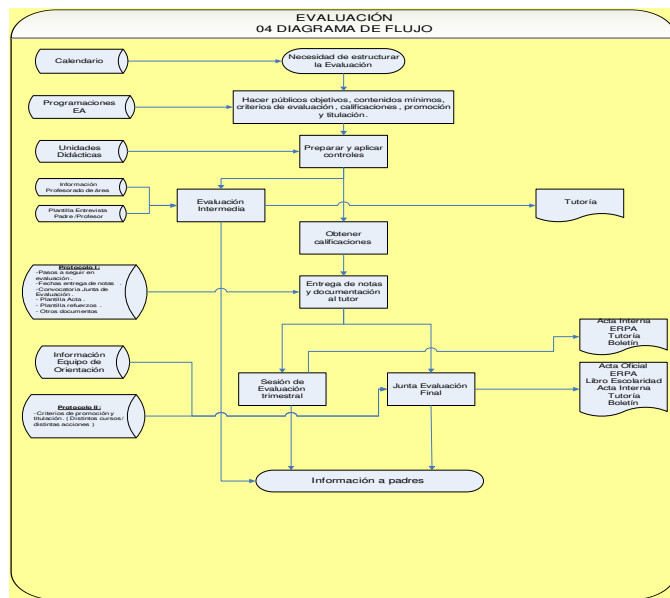 EVALUACIÓN
04 DIAGRAMA DE FLUJO
Calendario
Necesidad de estructurar
la Evaluación
Programaciones
EA
Hacer públicos objetivos, contenidos mínimos,
criterios de evaluación, calificaciones, promoción
y titulación.
Unidades
Didácticas
Preparar y aplicar
controles
Información
Profesorado de área
Plantilla Entrevista
Padre /Profesor
Evaluación
Intermedia
Tutoría
Obtener
calificaciones
Protocolo I:
-Pasos a seguir en
evaluación.
-Fechas entrega de notas .
-Convocatoria Junta de
Evaluación.
- Plantilla Acta.
- Plantilla refuerzos.
- Otros documentos
Entrega de notas
y documentación
al tutor
Acta Interna
ERPA
Tutoría
Boletín
Información
Equipo de
Orientación
Sesión de
Evaluación
trimestral
Junta Evaluación
Final
Acta Oficial
ERPA
Libro Escolaridad
Acta Interna
Tutoría
Boletín
Protocolo II:
-Criterios de promoción y
titulación. ( Distintos cursos/
distintas acciones )
Información a padres